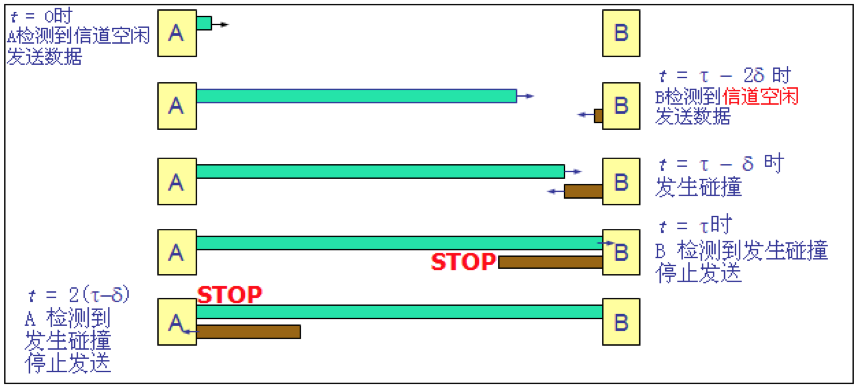 t = 0时
A检测到信道空闲
发送数据
A
B
A
B
t = τ - 2δ 时
B检测到信道空闲
发送数据
A
B
t = τ - δ 时
发生碰撞
A
STOP
B
t = τ时
B 检测到发生碰撞
停止发送
t = 2(τ-δ)
A 检测到
发生碰撞
停止发送
STOP
A
B